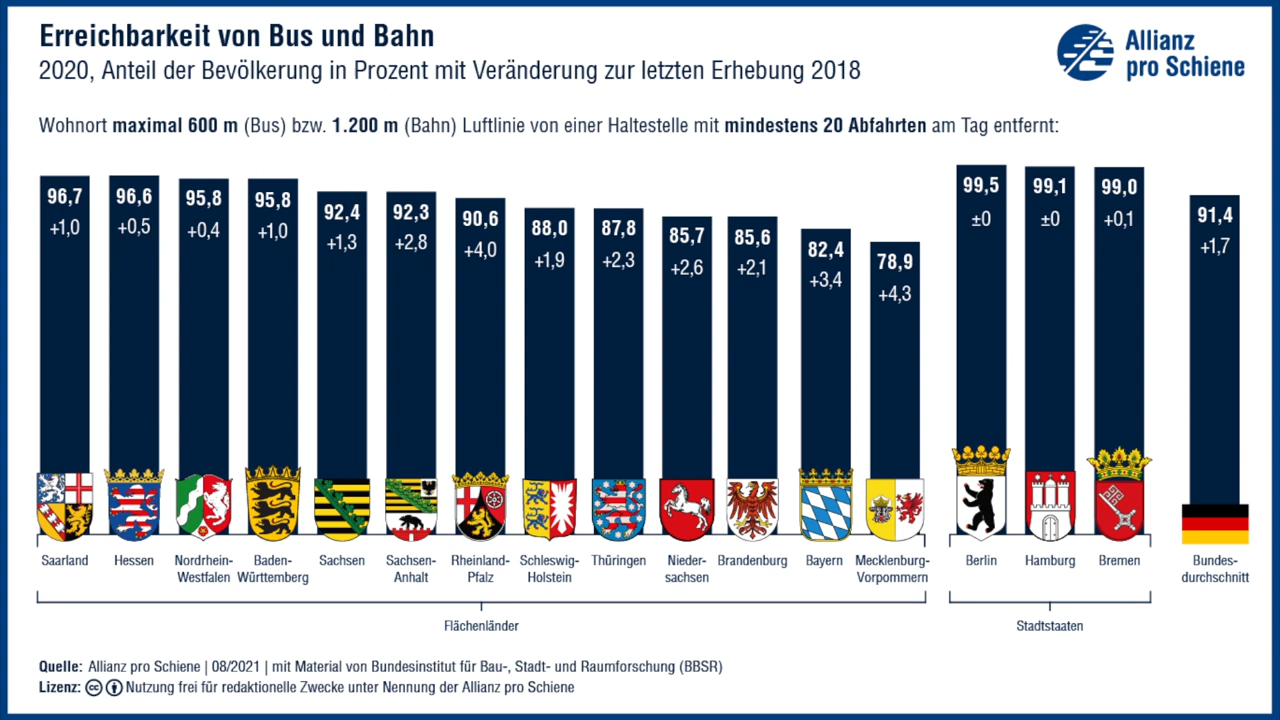 Erreichbarkeit von Bus und Bahn
2020, Anteil der Bevölkerung in Prozent mit Veränderung zur letzten Erhebung 2018
Allianz
pro Schiene
Wohnort maximal 600 m (Bus) bzw. 1.200 m (Bahn) Luftlinie von einer Haltestelle mit mindestens 20 Abfahrten am Tag entfernt:
96,7
+1,0
96,6
+0,5
95,8
+0,4
95,8
+1,0
92,4
+1,3
92,3
+2,8
90,6
+4,0
88,0
+1,9
87,8
+2,3
85,7
+2,6
85,6
+2,1
82,4
+3,4
78,9
+4,3
99,5
±0
99,1
±0
99,0
+0,1
91,4
+1,7
Saarland
Hessen
Nordrhein-
Westfalen
Baden-
Württemberg
Sachsen
Sachsen-
Anhalt
Rheinland-
Pfalz
Schleswig-
Holstein
Thüringen
Nieder-
sachsen
Brandenburg
Bayern
Mecklenburg-
Vorpommern
Berlin
Hamburg
Bremen
Bundes-
durchschnitt
Flächenländer
Stadtstaaten
Quelle: Allianz pro Schiene | 08/2021 | mit Material von Bundesinstitut für Bau-, Stadt- und Raumforschung (BBSR)
Lizenz: cc Nutzung frei für redaktionelle Zwecke unter Nennung der Allianz pro Schiene